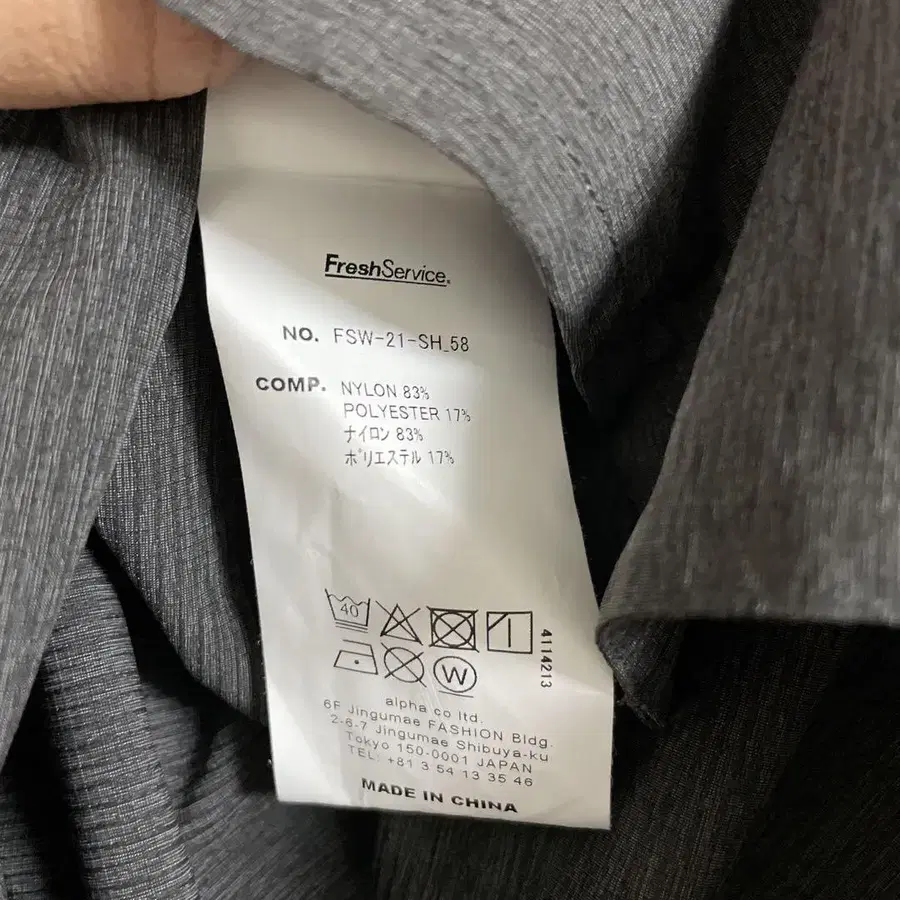 FreshService.
NO. FSW-21-SH_58
COMP. NYLON 83%
POLYESTER 17%
ナイロン 83%
ポリエステル 17%
40
W
4114213
alpha co ltd.
6F Jingumae FASHION Bldg.
2-6-7 Jingumae Shibuya-ku
Tokyo 150-0001 JAPAN
TEL: +81 3 54 13 35 46
MADE IN CHINA